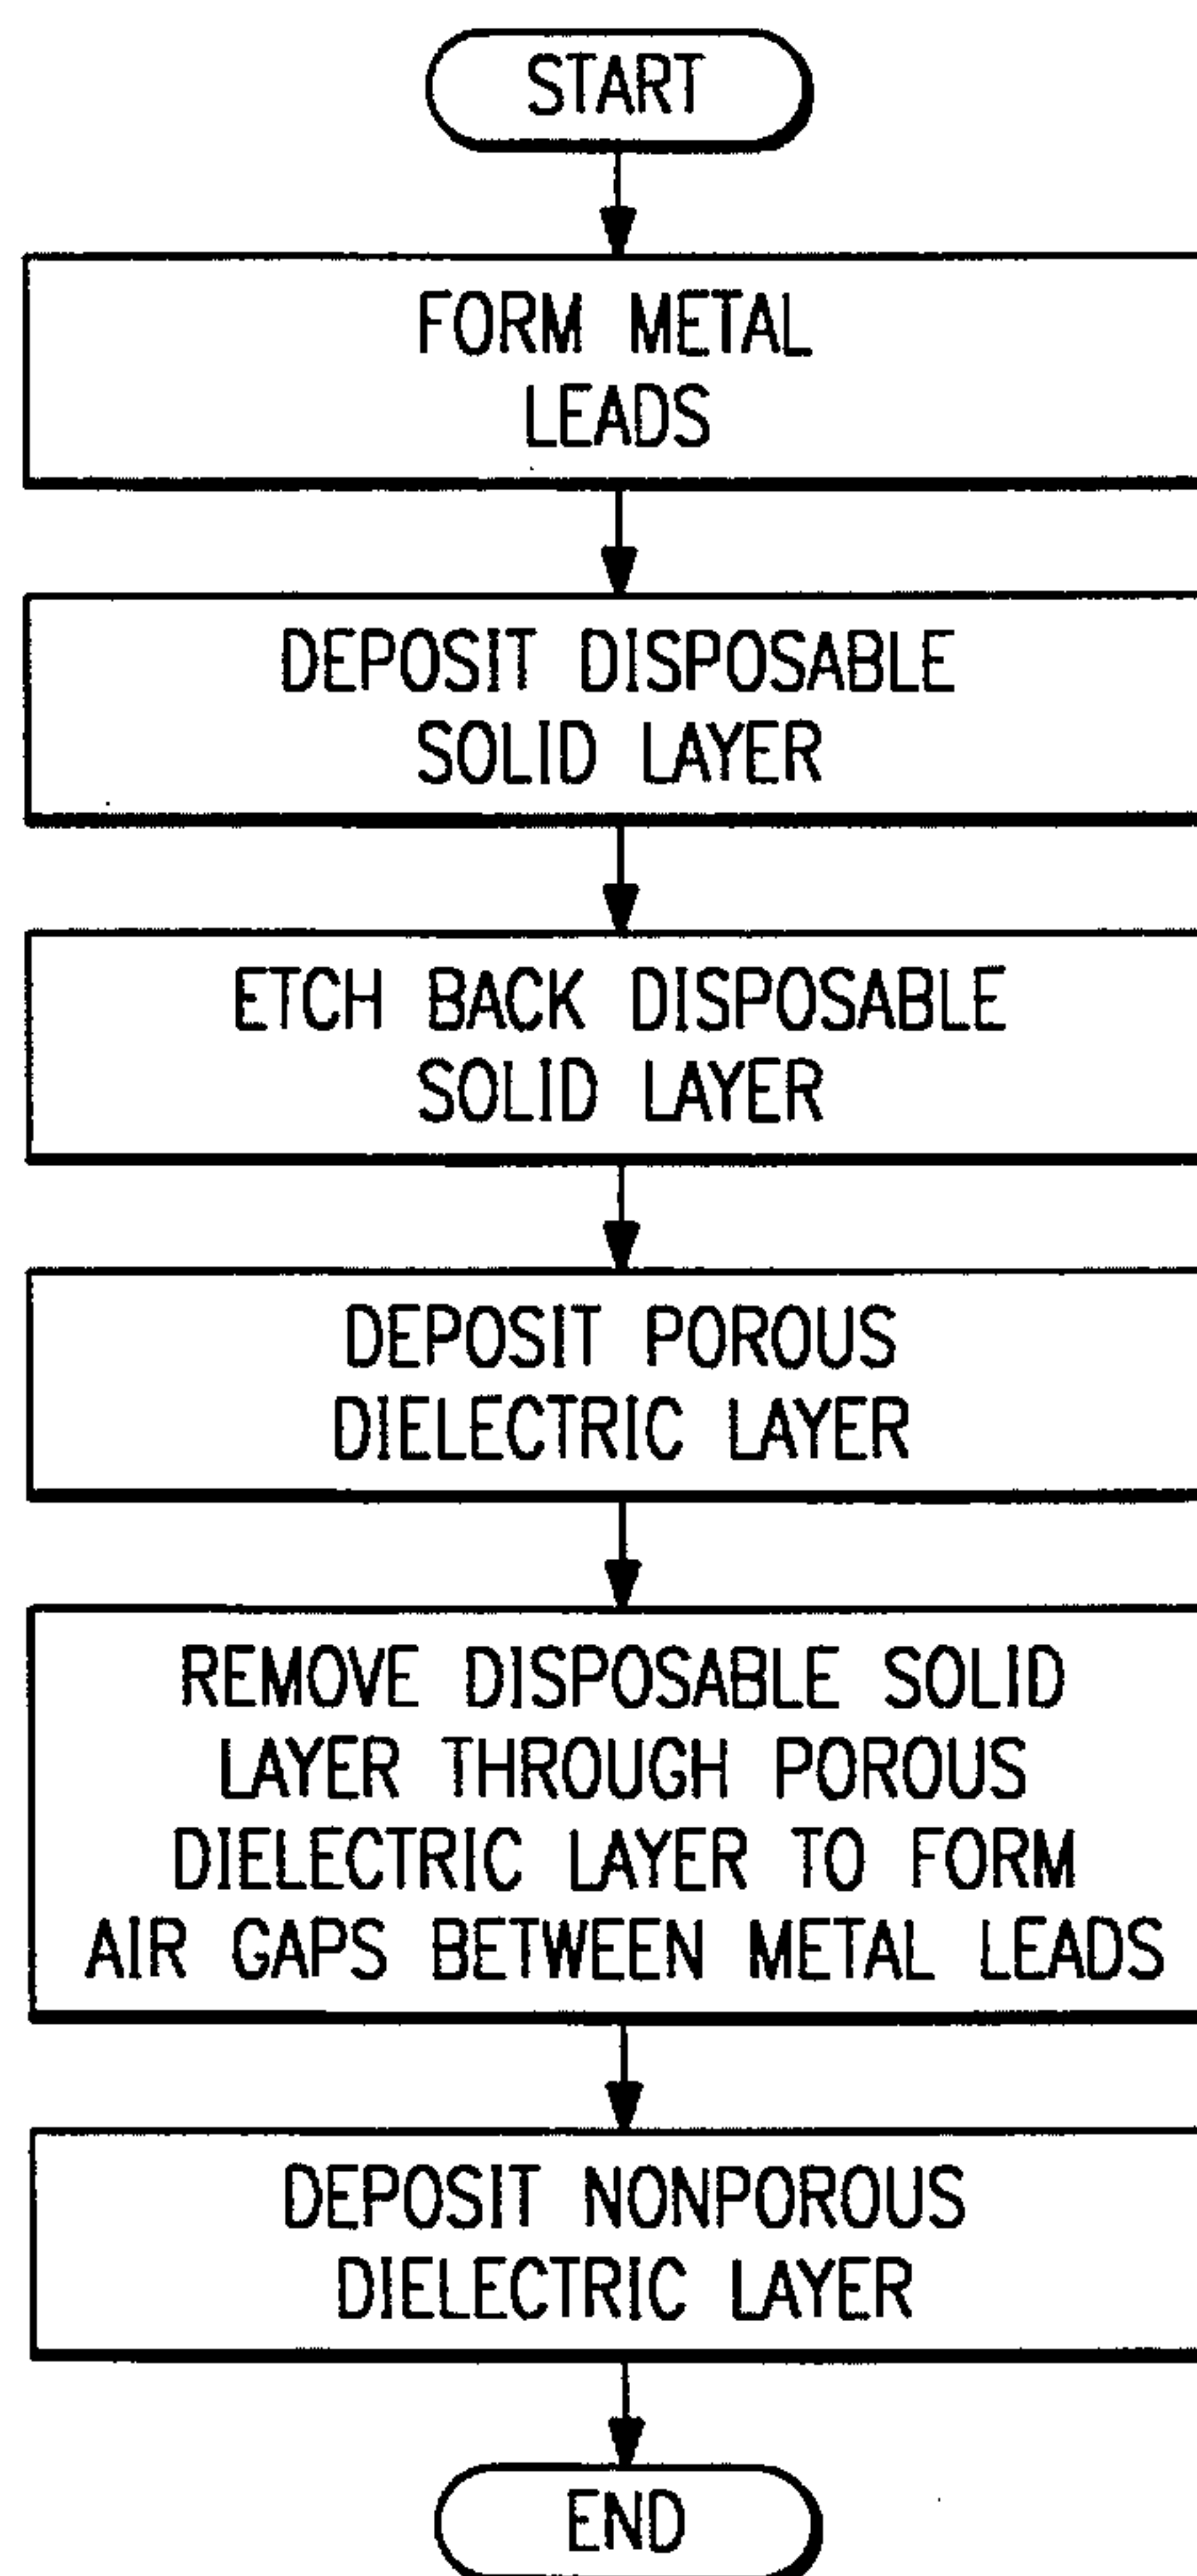 START
FORM METAL
LEADS
DEPOSIT DISPOSABLE
SOLID LAYER
ETCH BACK DISPOSABLE
SOLID LAYER
DEPOSIT POROUS
DIELECTRIC LAYER
REMOVE DISPOSABLE SOLID
LAYER THROUGH POROUS
DIELECTRIC LAYER TO FORM
AIR GAPS BETWEEN METAL LEADS
DEPOSIT NONPOROUS
DIELECTRIC LAYER
END